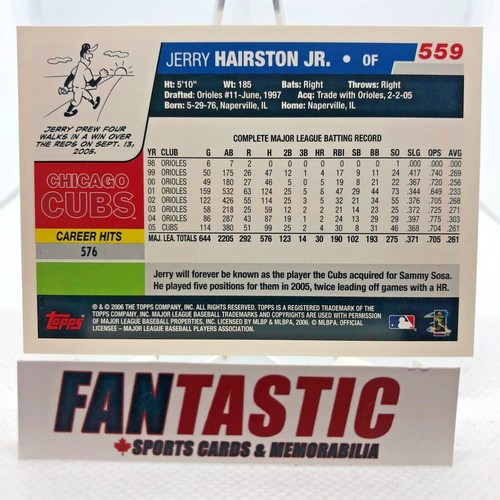 JERRY HAIRSTON JR. • OF
559
Ht: 5'10" Wt: 185 Bats: Right Throws: Right
Drafted: Orioles #11-June, 1997 Acq: Trade with Orioles, 2-2-05
Born: 5-29-76, Naperville, IL Home: Naperville, IL
JERRY DREW FOUR
WALKS IN A WIN OVER
THE REDS ON SEPT. 13,
2005.
CHICAGO
CUBS
CAREER HITS
576
COMPLETE MAJOR LEAGUE BATTING RECORD
YR CLUB G AB R H 2B 3B HR RBI SB BB SO SLG OPS AVG
98 ORIOLES 6 7 2 0 0 0 0 0 0 0 1 .000 .000 .000
99 ORIOLES 50 175 26 47 12 1 4 17 9 11 24 .417 .740 .269
00 ORIOLES 49 180 27 46 5 0 5 19 8 21 22 .367 .720 .256
01 ORIOLES 159 532 63 124 25 5 8 47 29 44 73 .344 .649 .233
02 ORIOLES 122 426 55 114 25 3 5 32 21 34 55 .376 .705 .268
03 ORIOLES 58 218 25 59 12 2 2 21 14 23 25 .372 .725 .271
04 ORIOLES 86 287 43 87 19 1 2 24 13 29 29 .397 .775 .303
05 CUBS 114 380 51 99 25 2 4 30 8 31 46 .368 .704 .261
MAJ. LEA. TOTALS 644 2205 292 576 123 14 30 190 102 193 275 .371 .705 .261
Jerry will forever be known as the player the Cubs acquired for Sammy Sosa.
He played five positions for them in 2005, twice leading off games with a HR.
Topps
® & © 2006 THE TOPPS COMPANY, INC. ALL RIGHTS RESERVED. TOPPS IS A REGISTERED TRADEMARK OF THE
TOPPS COMPANY, INC. MAJOR LEAGUE BASEBALL TRADEMARKS AND COPYRIGHTS ARE USED WITH PERMISSION
OF MAJOR LEAGUE BASEBALL PROPERTIES, INC. LICENSED BY MLBP & MLBPA, 2006. © MLBPA. OFFICIAL
LICENSEE – MAJOR LEAGUE BASEBALL PLAYERS ASSOCIATION.
FANTASTIC
SPORTS CARDS & MEMORABILIA